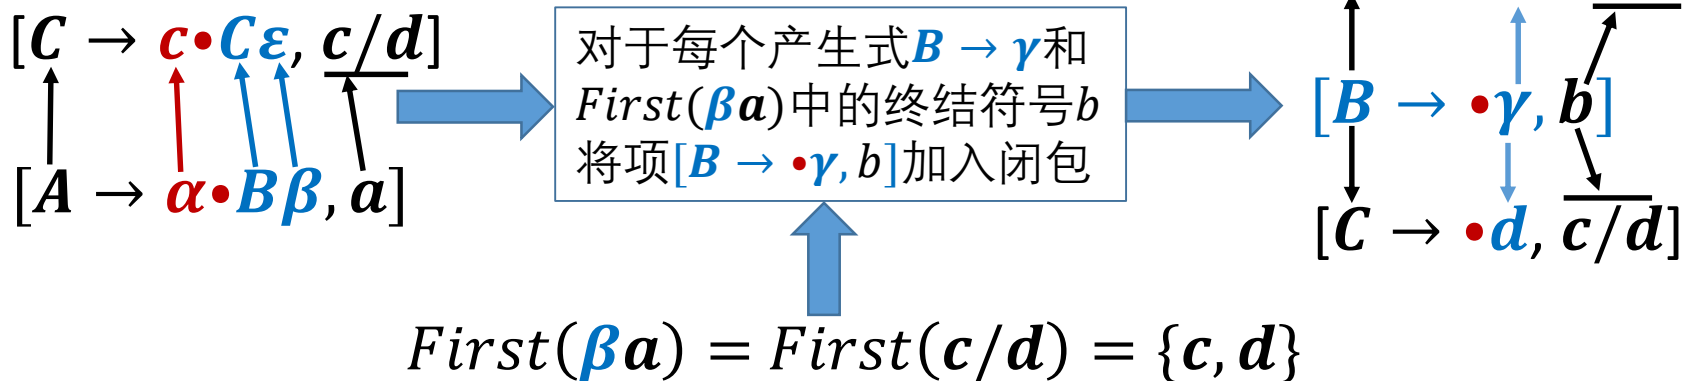 [C → c•Cε, c/d]
[A → α•Bβ, a]
对于每个产生式B → γ和
First(βa)中的终结符号b
将项[B → •γ, b]加入闭包
[B → •γ, b]
[C → •d, c/d]
First(βa) = First(c/d) = {c, d}